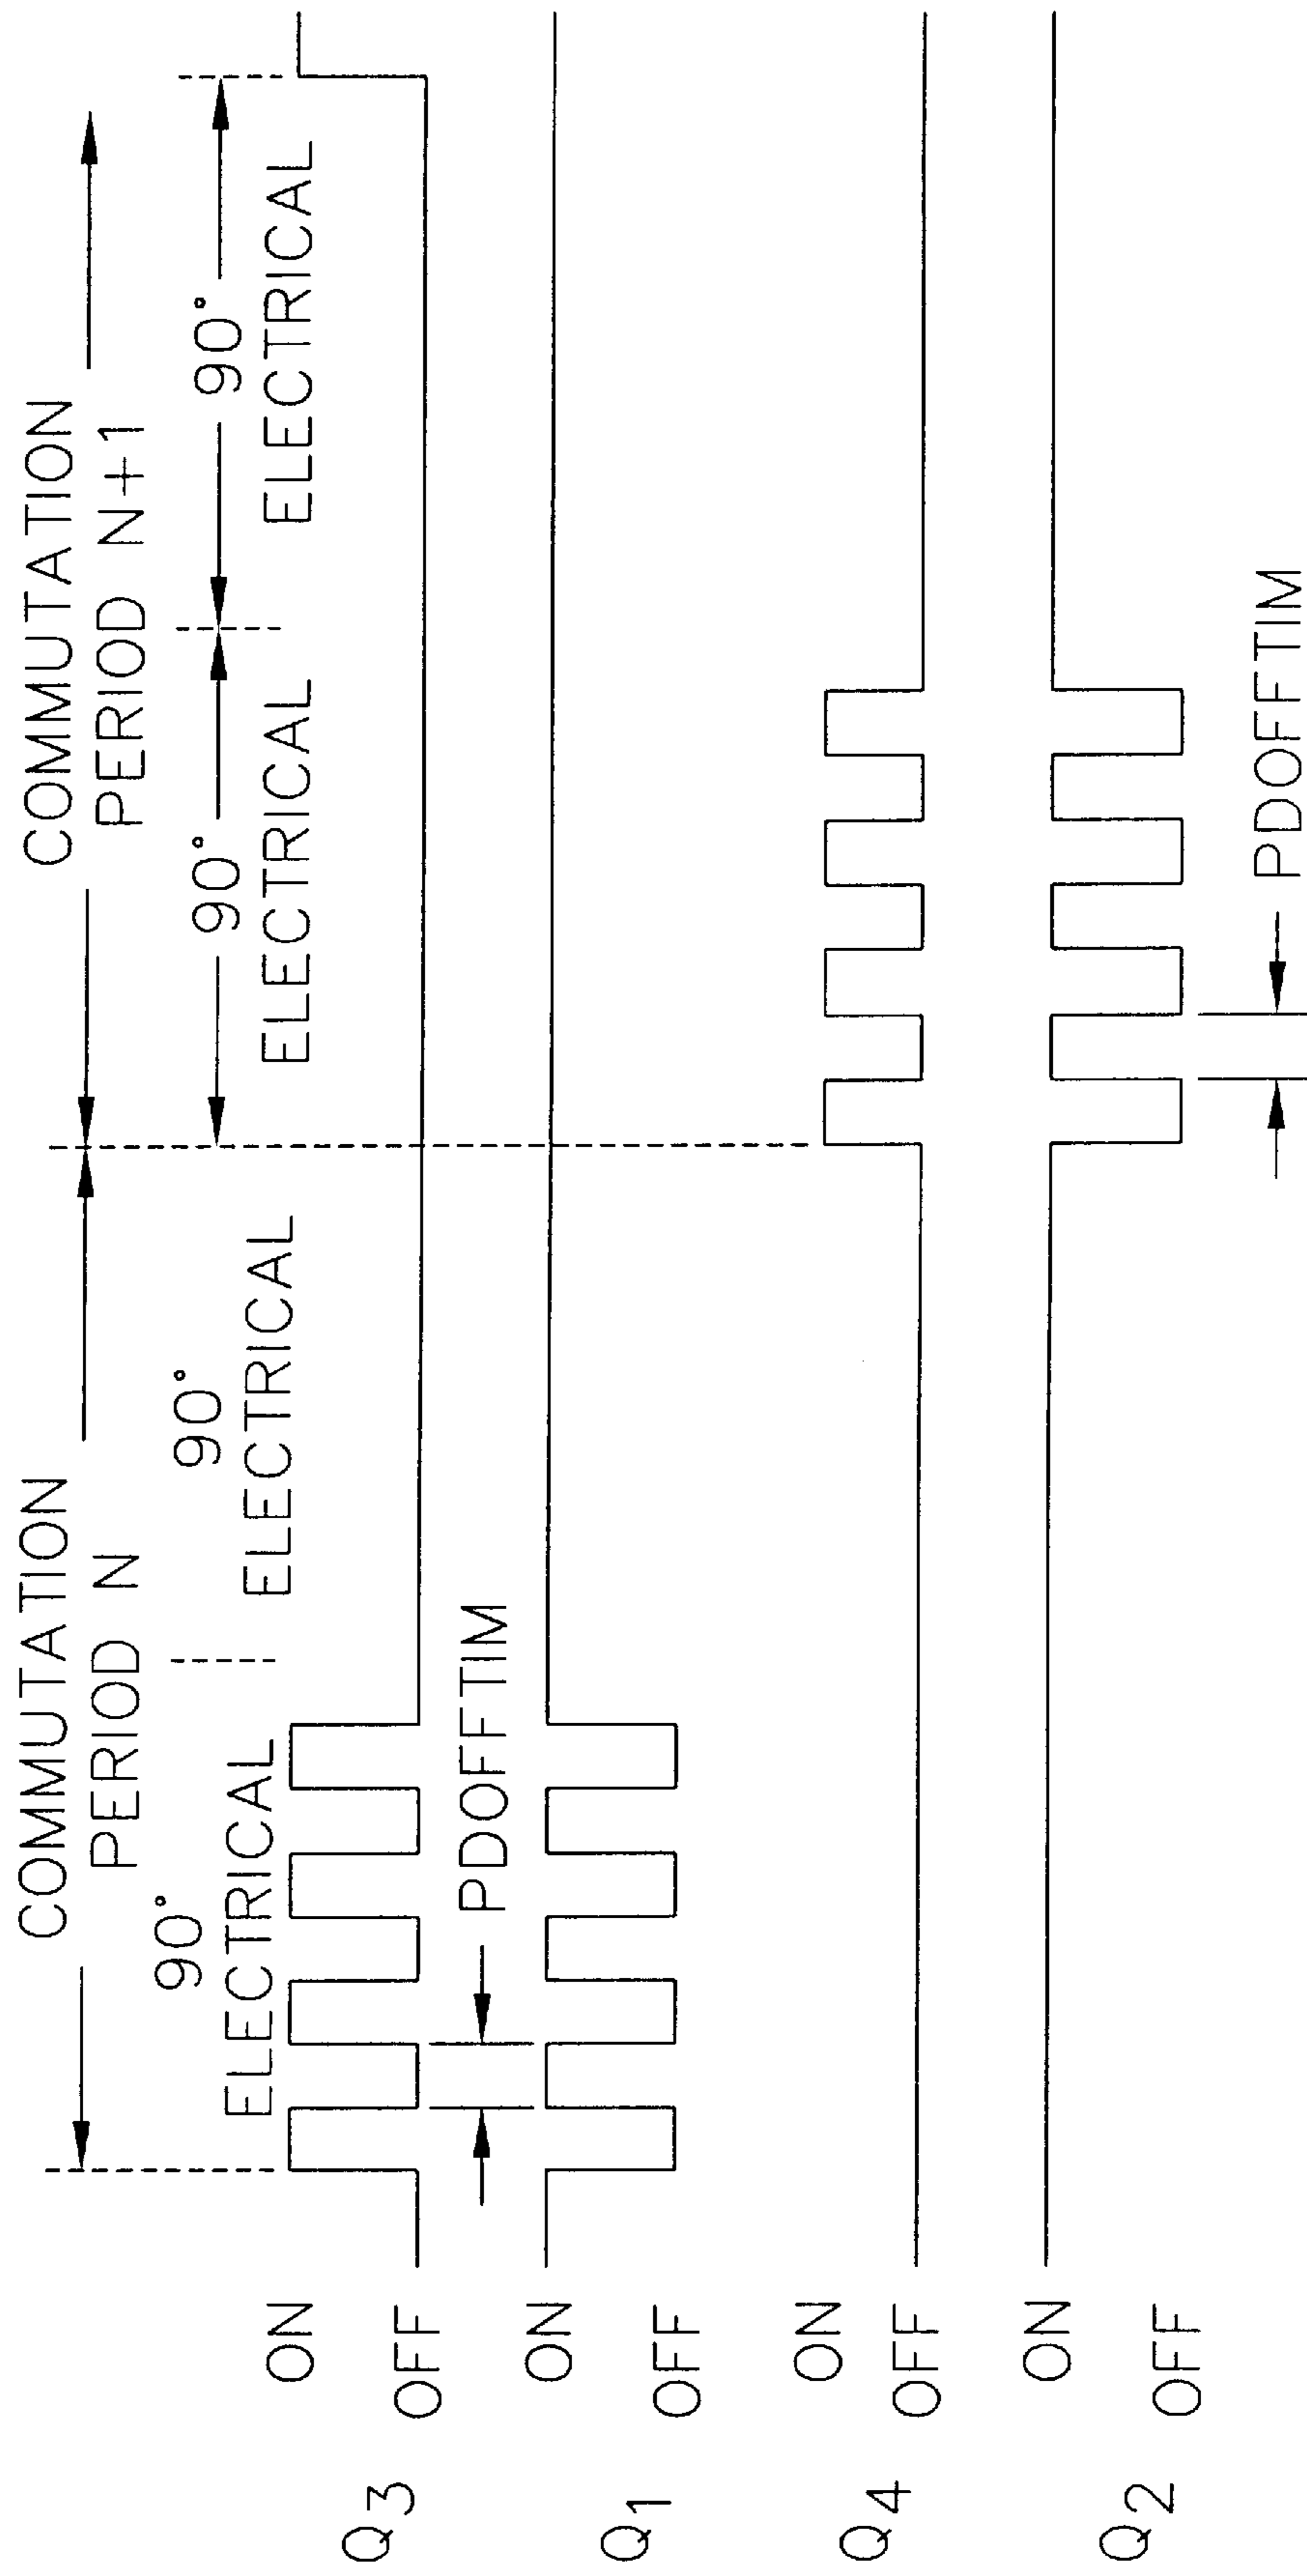 COMMUTATION
PERIOD N
COMMUTATION
PERIOD N+1
90°
ELECTRICAL
90°
ELECTRICAL
90°
ELECTRICAL
90°
ELECTRICAL
Q3
ON
OFF
PDOFFTIM
Q1
ON
OFF
Q4
ON
OFF
Q2
ON
OFF
PDOFFTIM